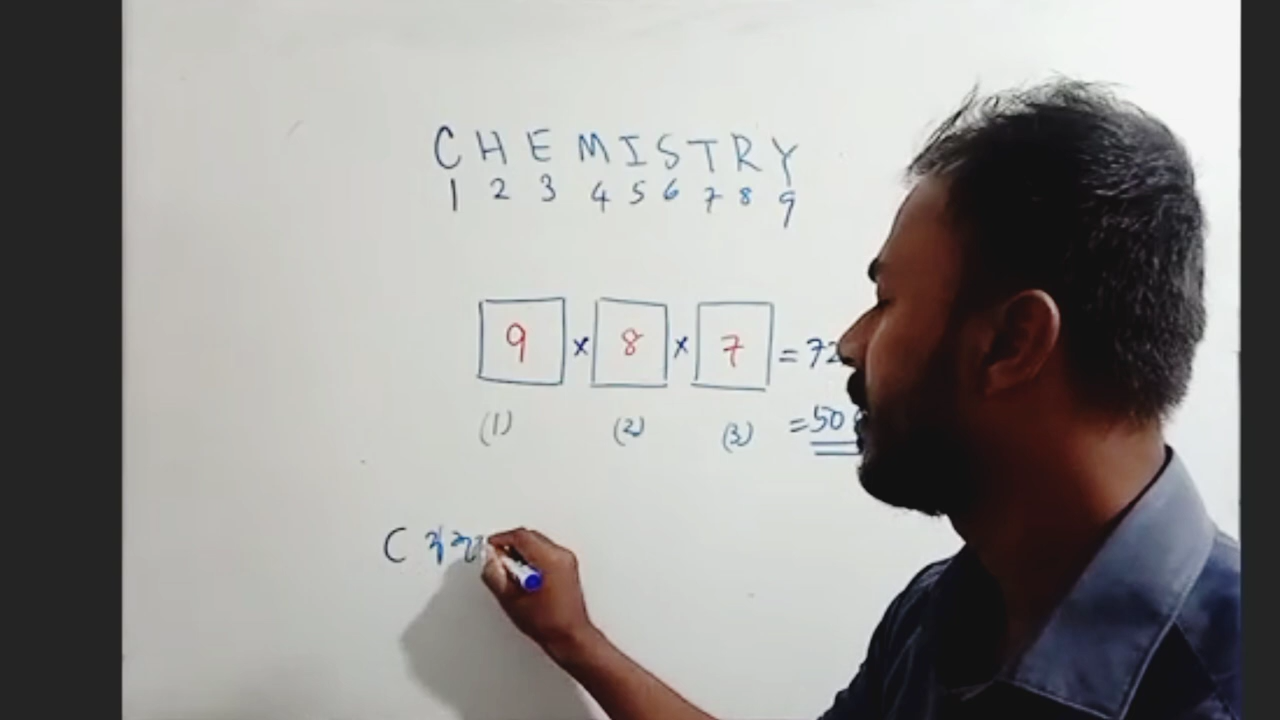 C H E M I S T R Y
1 2 3 4 5 6 7 8 9
9 × 8 × 7 = 72
(1) (2) (3) = 50
C